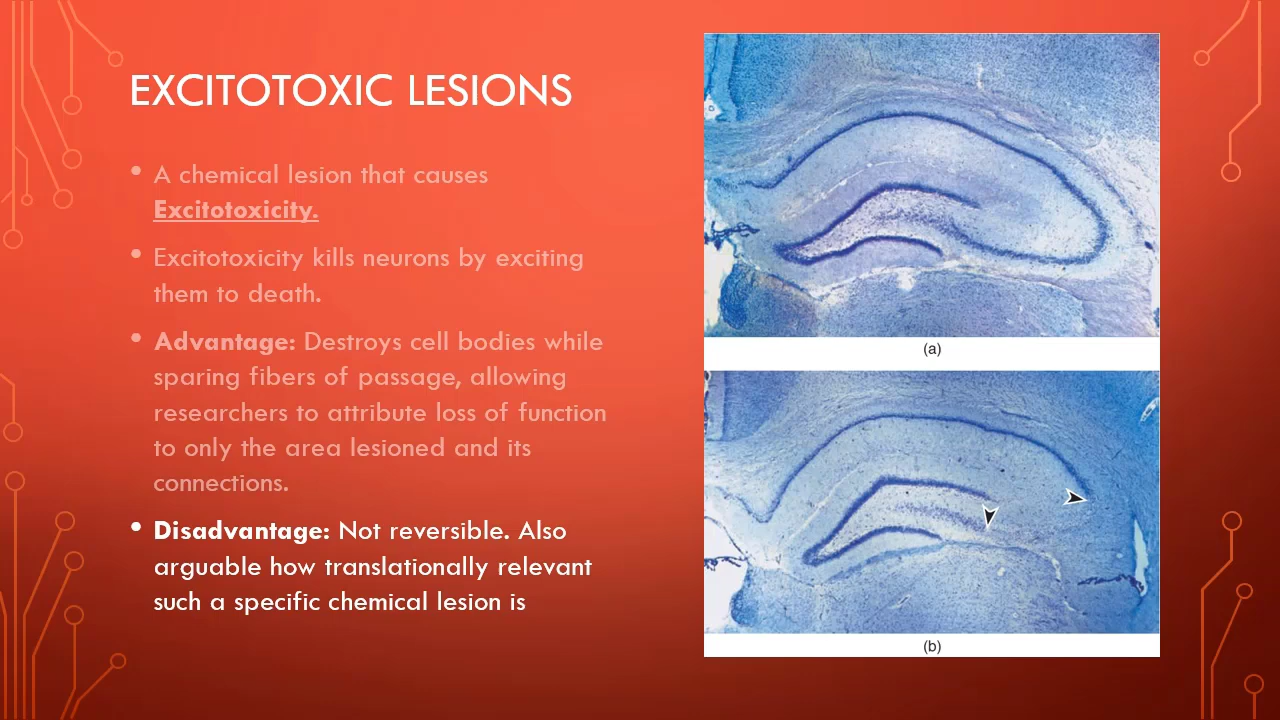 EXCITOTOXIC LESIONS
• A chemical lesion that causes
Excitotoxicity.
• Excitotoxicity kills neurons by exciting
them to death.
• Advantage: Destroys cell bodies while
sparing fibers of passage, allowing
researchers to attribute loss of function
to only the area lesioned and its
connections.
• Disadvantage: Not reversible. Also
arguable how translationally relevant
such a specific chemical lesion is
(a)
(b)